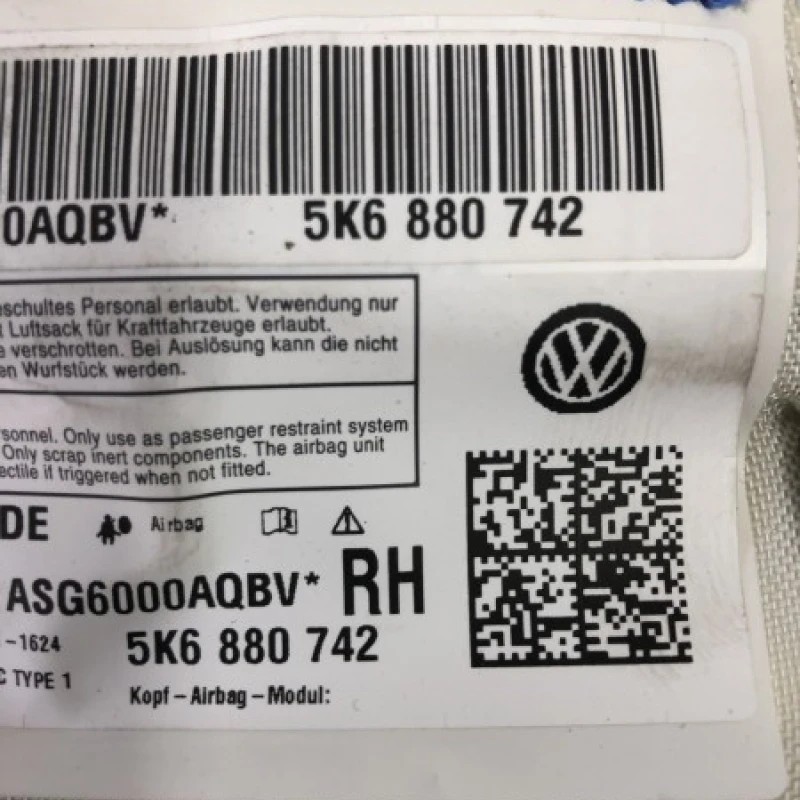 0AQBV* 5K6 880 742
eschultes Personal erlaubt. Verwendung nur
Luftsack für Kraftfahrzeuge erlaubt.
verschrotten. Bei Auslösung kann die nicht
en Wurfstück werden.
sonnel. Only use as passenger restraint system
Only scrap inert components. The airbag unit
ectile if triggered when not fitted.
DE Airbag
ASG6000AQBV* RH
-1624 5K6 880 742
C TYPE 1
Kopf-Airbag-Modul: